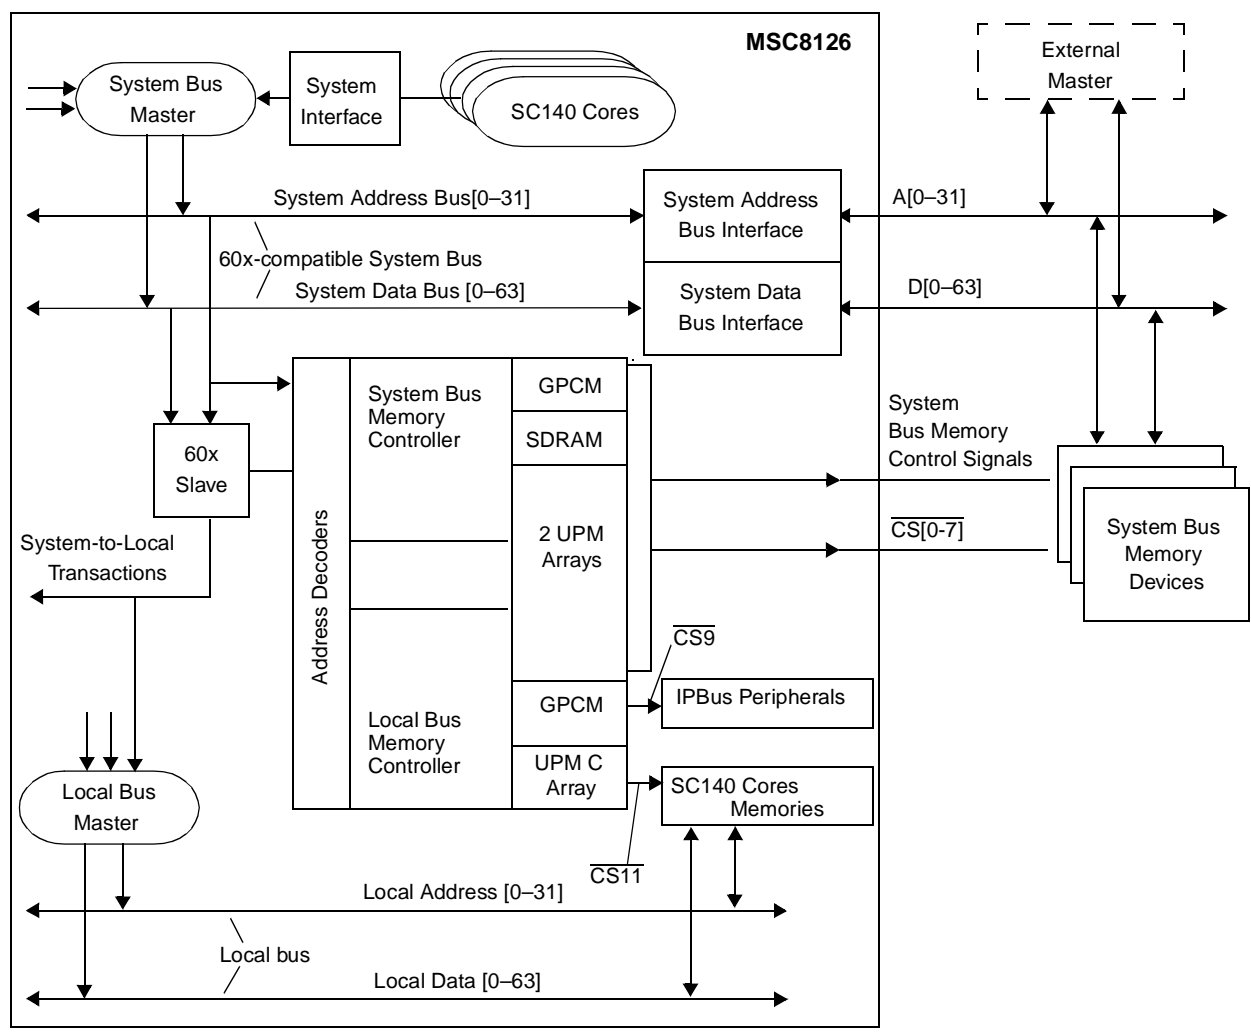 MSC8126
External
Master
System Bus
Master
System
Interface
SC140 Cores
System Address Bus[0–31]
System Address
Bus Interface
A[0–31]
60x-compatible System Bus
System Data Bus [0–63]
System Data
Bus Interface
D[0–63]
System Bus
Memory
Controller
GPCM
SDRAM
2 UPM
Arrays
System
Bus Memory
Control Signals
60x
Slave
CS[0-7]
System Bus
Memory
Devices
System-to-Local
Transactions
Address Decoders
CS9
GPCM
IPBus Peripherals
Local Bus
Memory
Controller
UPM C
Array
SC140 Cores
Memories
Local Bus
Master
CS11
Local Address [0–31]
Local bus
Local Data [0–63]